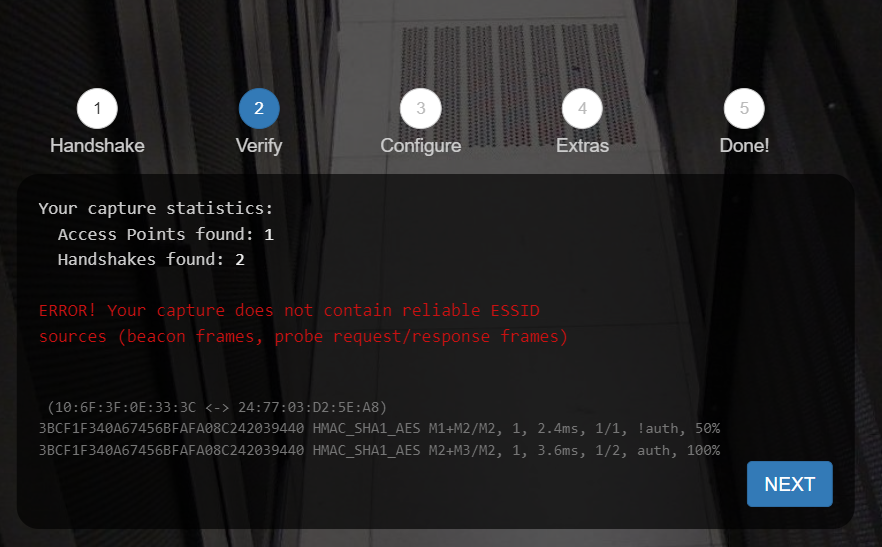 1 2 3 4 5
Handshake Verify Configure Extras Done!
Your capture statistics:
Access Points found: 1
Handshakes found: 2
ERROR! Your capture does not contain reliable ESSID
sources (beacon frames, probe request/response frames)
(10:6F:3F:0E:33:3C <-> 24:77:03:D2:5E:A8)
3BCF1F340A67456BFAFA08C242039440 HMAC_SHA1_AES M1+M2/M2, 1, 2.4ms, 1/1, !auth, 50%
3BCF1F340A67456BFAFA08C242039440 HMAC_SHA1_AES M2+M3/M2, 1, 3.6ms, 1/2, auth, 100%
NEXT